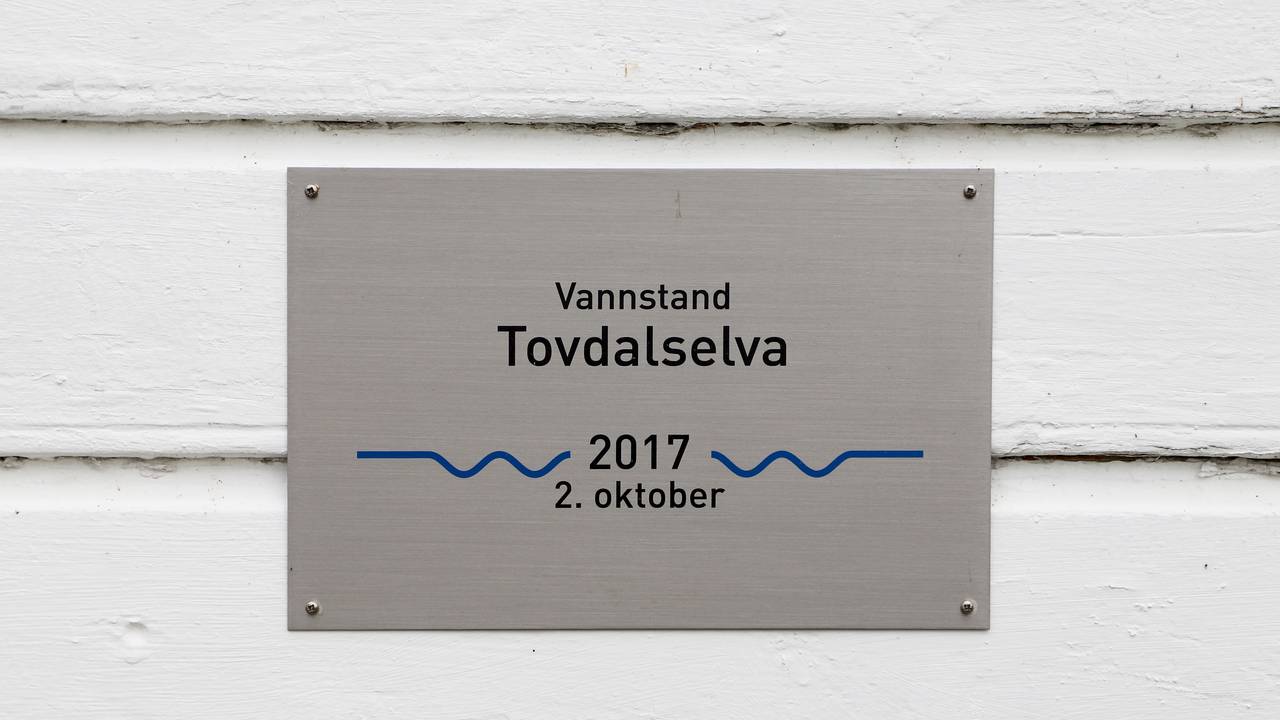 Vannstand
Tovdalselva
2017
2. oktober